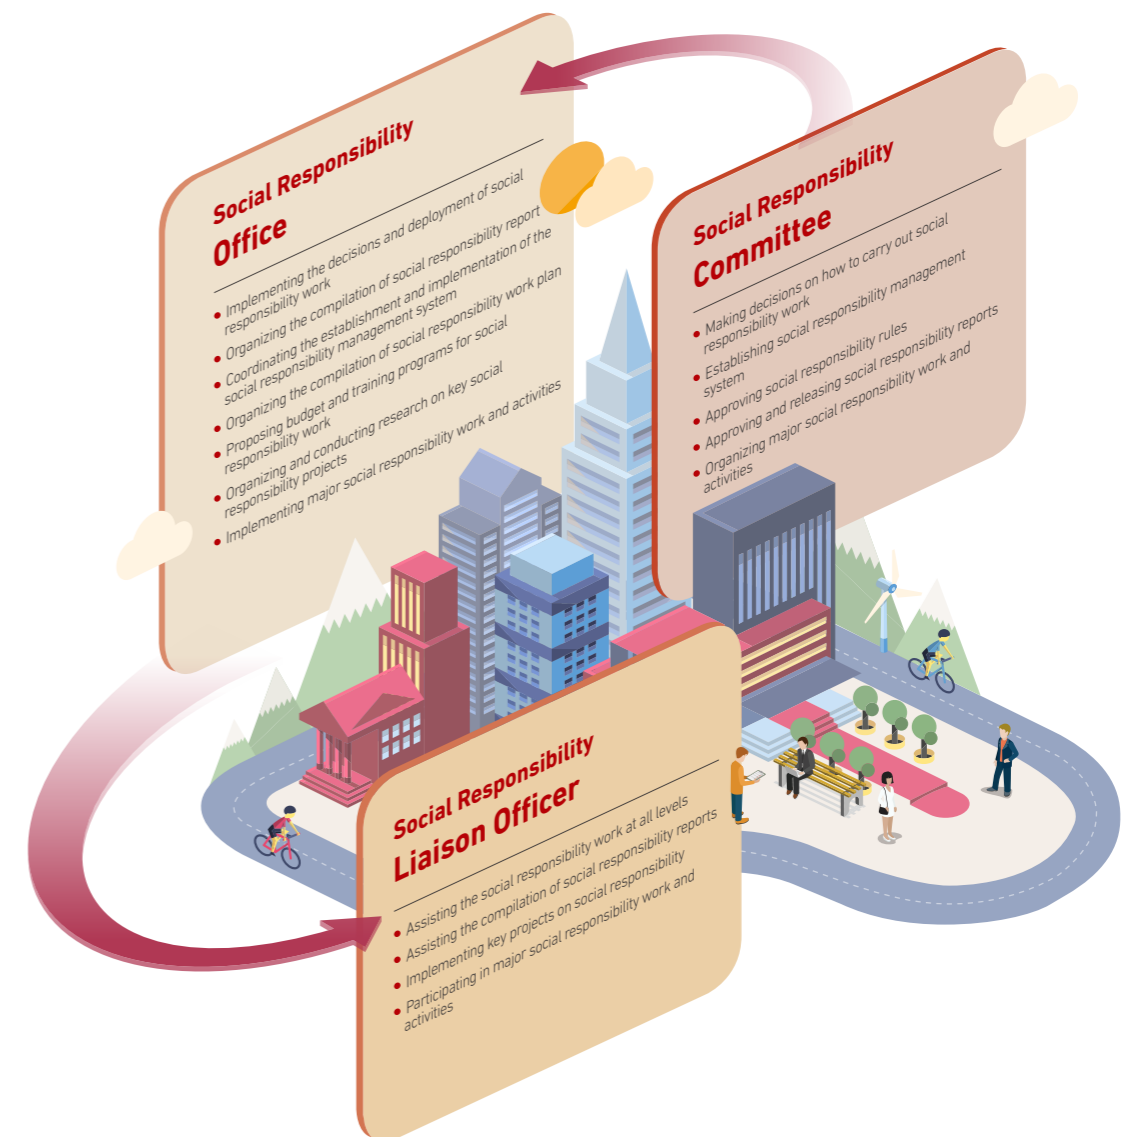 Social Responsibility
Office
• Implementing the decisions and deployment of social
responsibility work
• Organizing the compilation of social responsibility report
• Coordinating the establishment and implementation of the
social responsibility management system
• Organizing the compilation of social responsibility work plan
• Proposing budget and training programs for social
responsibility work
• Organizing and conducting research on key social
responsibility projects
• Implementing major social responsibility work and activities
Social Responsibility
Committee
• Making decisions on how to carry out social
responsibility work
• Establishing social responsibility management
system
• Approving social responsibility rules
• Approving and releasing social responsibility reports
• Organizing major social responsibility work and
activities
Social Responsibility
Liaison Officer
• Assisting the social responsibility work at all levels
• Assisting the compilation of social responsibility reports
• Implementing key projects on social responsibility
• Participating in major social responsibility work and
activities